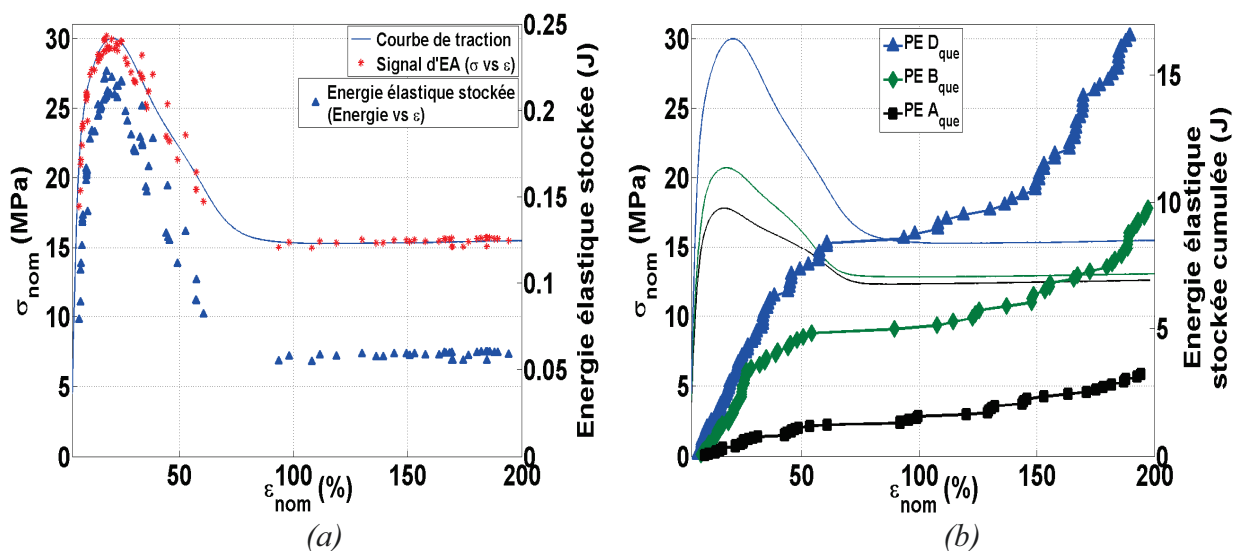 30
25
20
15
10
5
0
σnom (MPa)
50
100
150
200
εnom (%)
0.25
0.2
0.15
0.1
0.05
0
Energie élastique stockée (J)
Courbe de traction
Signal d'EA (σ vs ε)
Energie élastique stockée
(Energie vs ε)
(a)
30
25
20
15
10
5
0
σnom (MPa)
50
100
150
200
εnom (%)
15
10
5
0
Energie élastique
stockée cumulée (J)
PE Dque
PE Bque
PE Aque
(b)